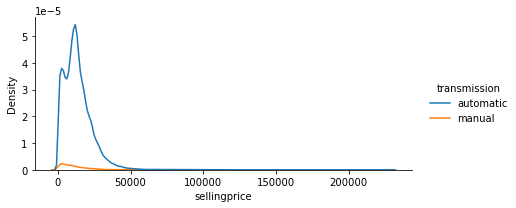 1e−5
5
4
3
2
1
0
Density
0 50000 100000 150000 200000
sellingprice
transmission
automatic
manual